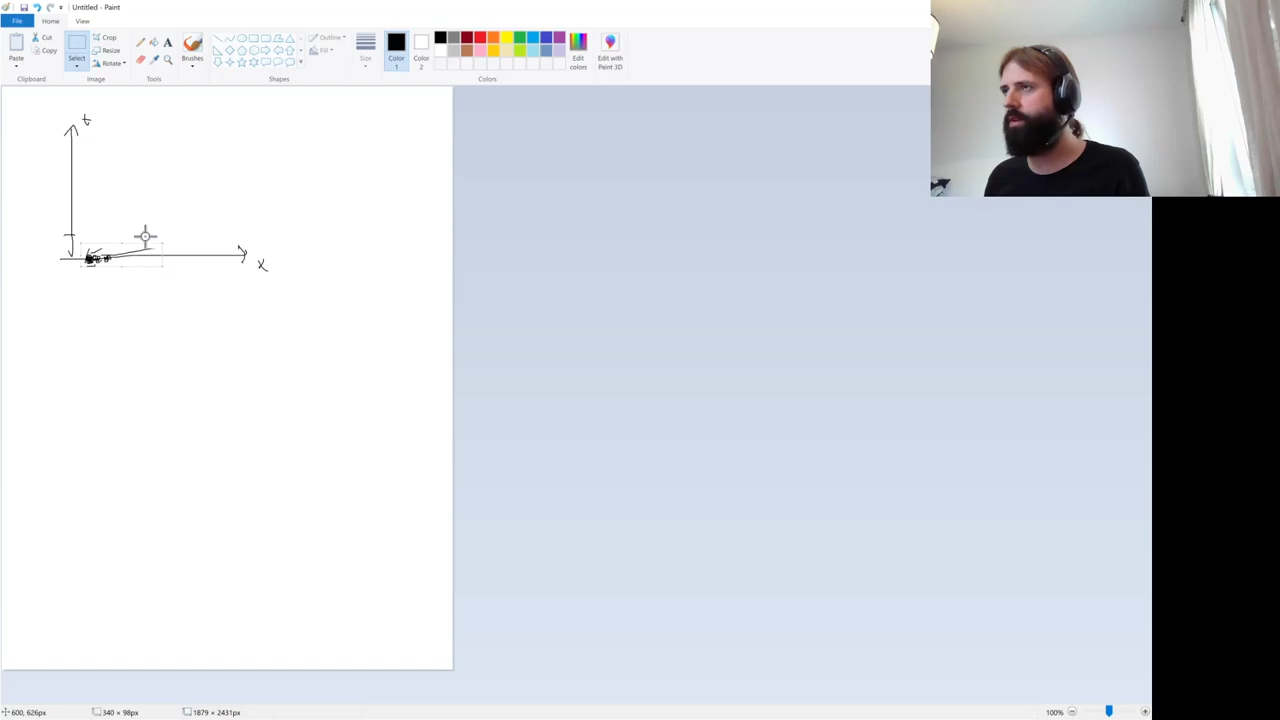 Untitled - Paint
File Home View
Paste
Cut
Copy
Clipboard
Select
Crop
Resize
Rotate
Image
Tools
Brushes
Shapes
Outline
Fill
Size
Color 1
Color 2
Edit colors
Edit with Paint 3D
Colors
t
x
600, 626px
340 × 98px
1879 × 2431px
100%